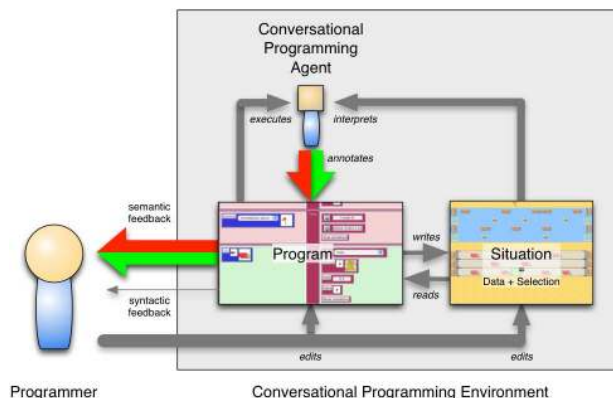 Conversational
Programming
Agent
executes
interprets
annotates
semantic
feedback
Program
writes
Situation
=
Data + Selection
reads
syntactic
feedback
edits
edits
Programmer
Conversational Programming Environment